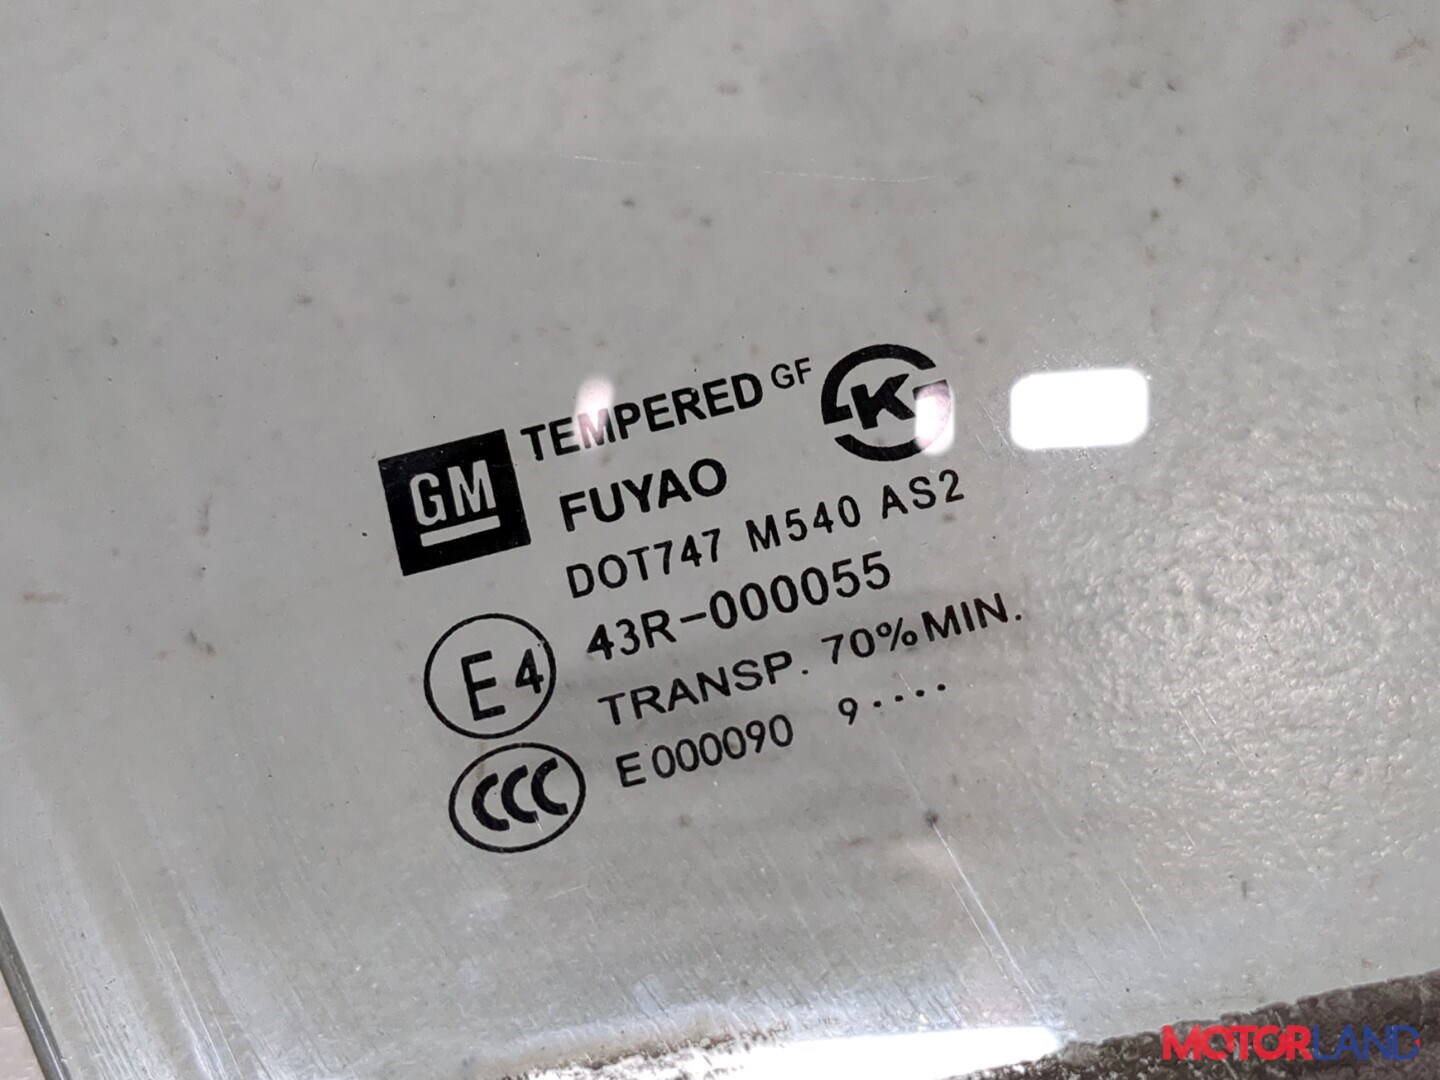 TEMPERED GF K
GM
FUYAO
DOT747 M540 AS2
E4 43R-000055
TRANSP. 70% MIN.
CCC E000090 9....
MOTORLAND